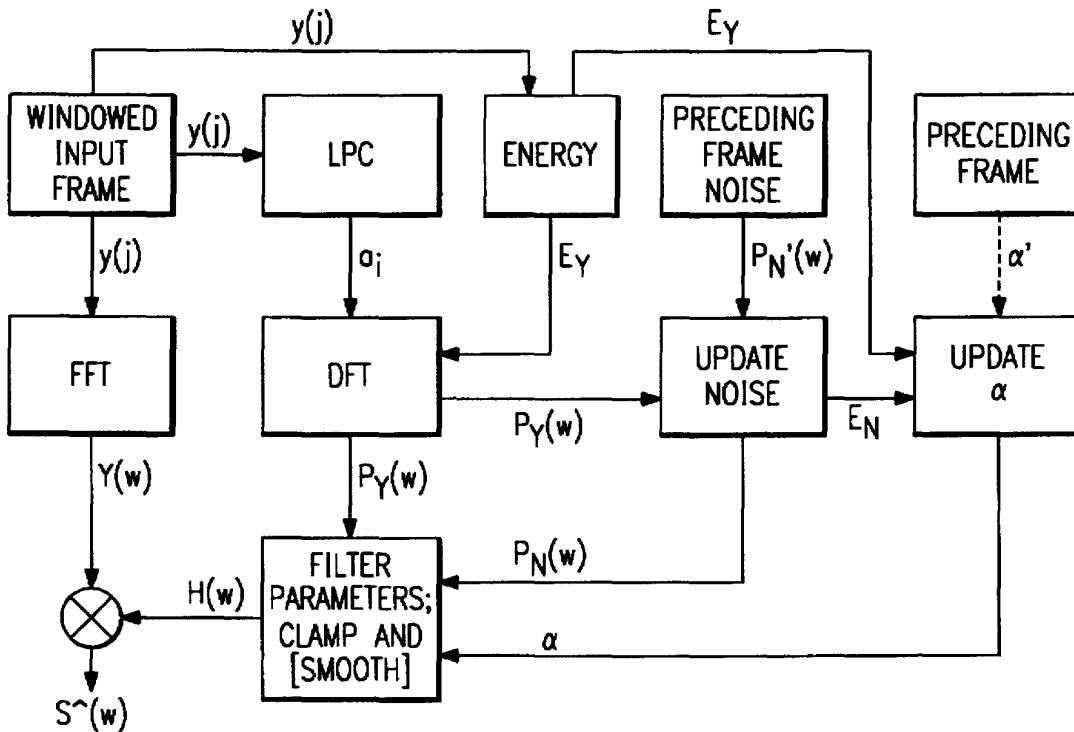 y(j)
E_Y
WINDOWED
INPUT
FRAME
y(j)
LPC
ENERGY
PRECEDING
FRAME
NOISE
PRECEDING
FRAME
y(j)
a_i
E_Y
P_N'(w)
α'
FFT
DFT
UPDATE
NOISE
UPDATE
α
P_Y(w)
E_N
Y(w)
P_Y(w)
P_N(w)
FILTER
PARAMETERS;
CLAMP AND
[SMOOTH]
H(w)
α
S^(w)